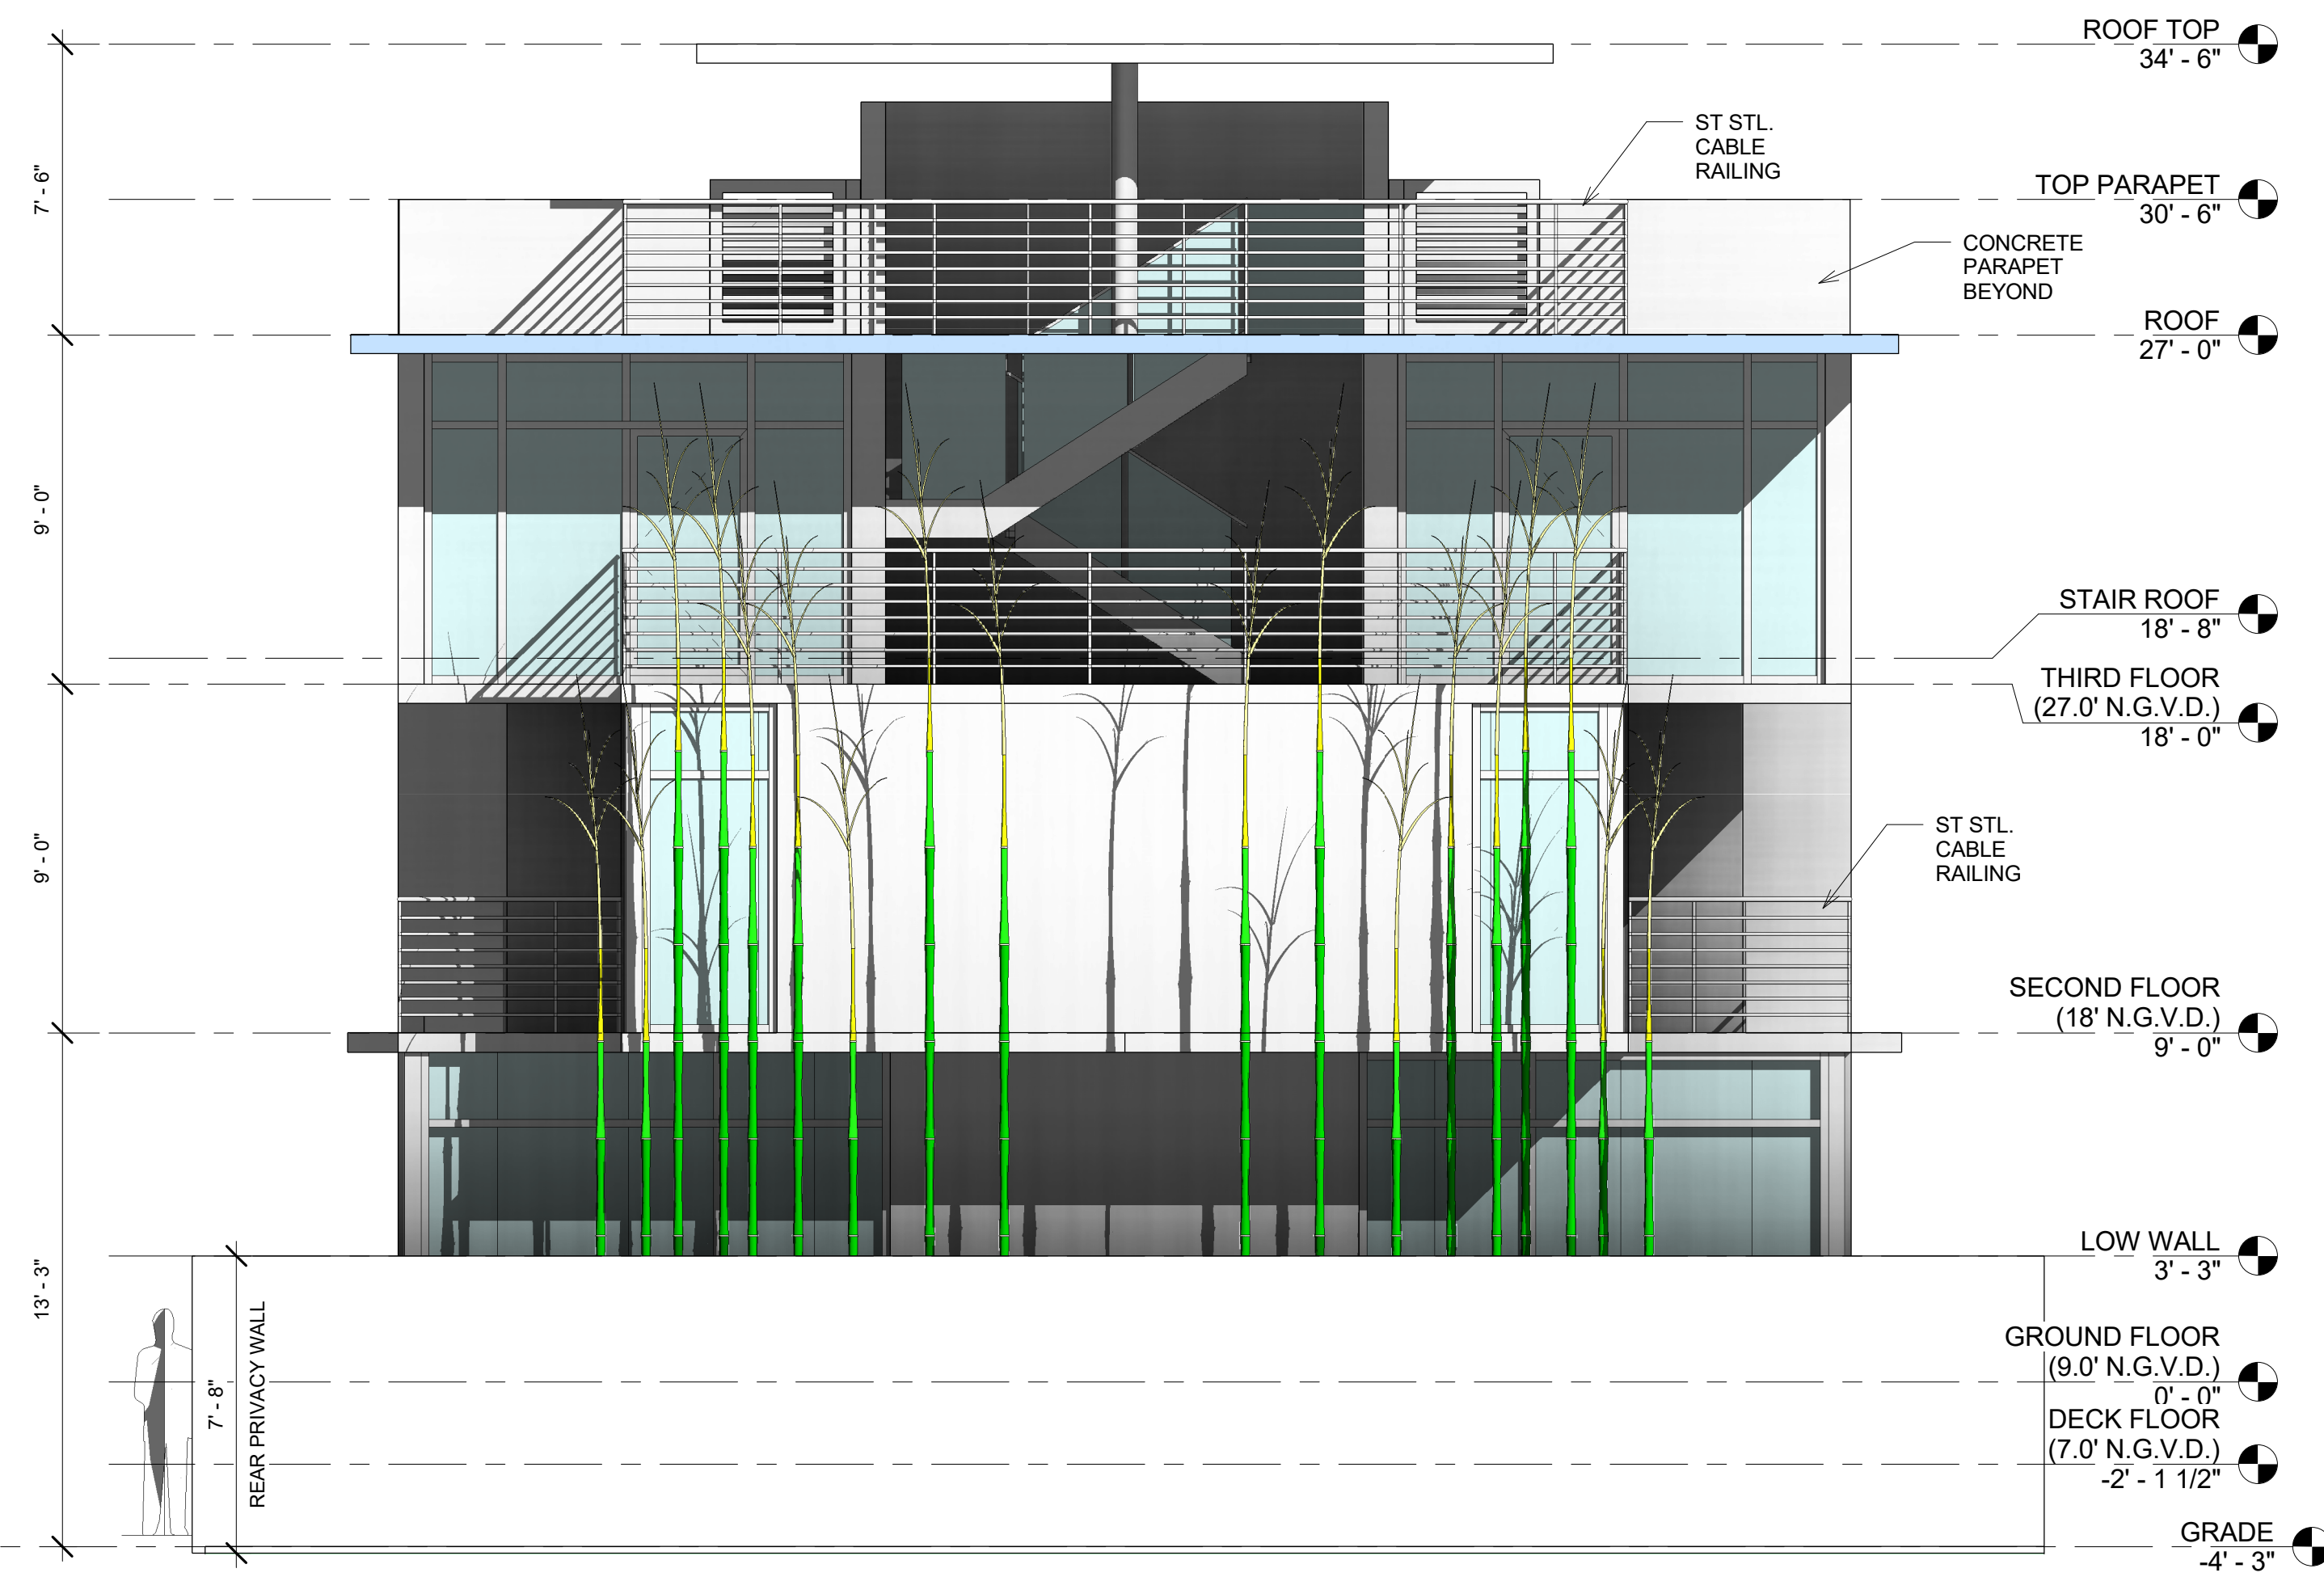 ROOF TOP
34' - 6"
ST STL.
CABLE
RAILING
7' - 6"
TOP PARAPET
30' - 6"
CONCRETE
PARAPET
BEYOND
ROOF
27' - 0"
9' - 0"
STAIR ROOF
18' - 8"
THIRD FLOOR
(27.0' N.G.V.D.)
18' - 0"
9' - 0"
ST STL.
CABLE
RAILING
SECOND FLOOR
(18' N.G.V.D.)
9' - 0"
LOW WALL
3' - 3"
13' - 3"
7' - 8"
REAR PRIVACY WALL
GROUND FLOOR
(9.0' N.G.V.D.)
0' - 0"
DECK FLOOR
(7.0' N.G.V.D.)
-2' - 1 1/2"
GRADE
-4' - 3"